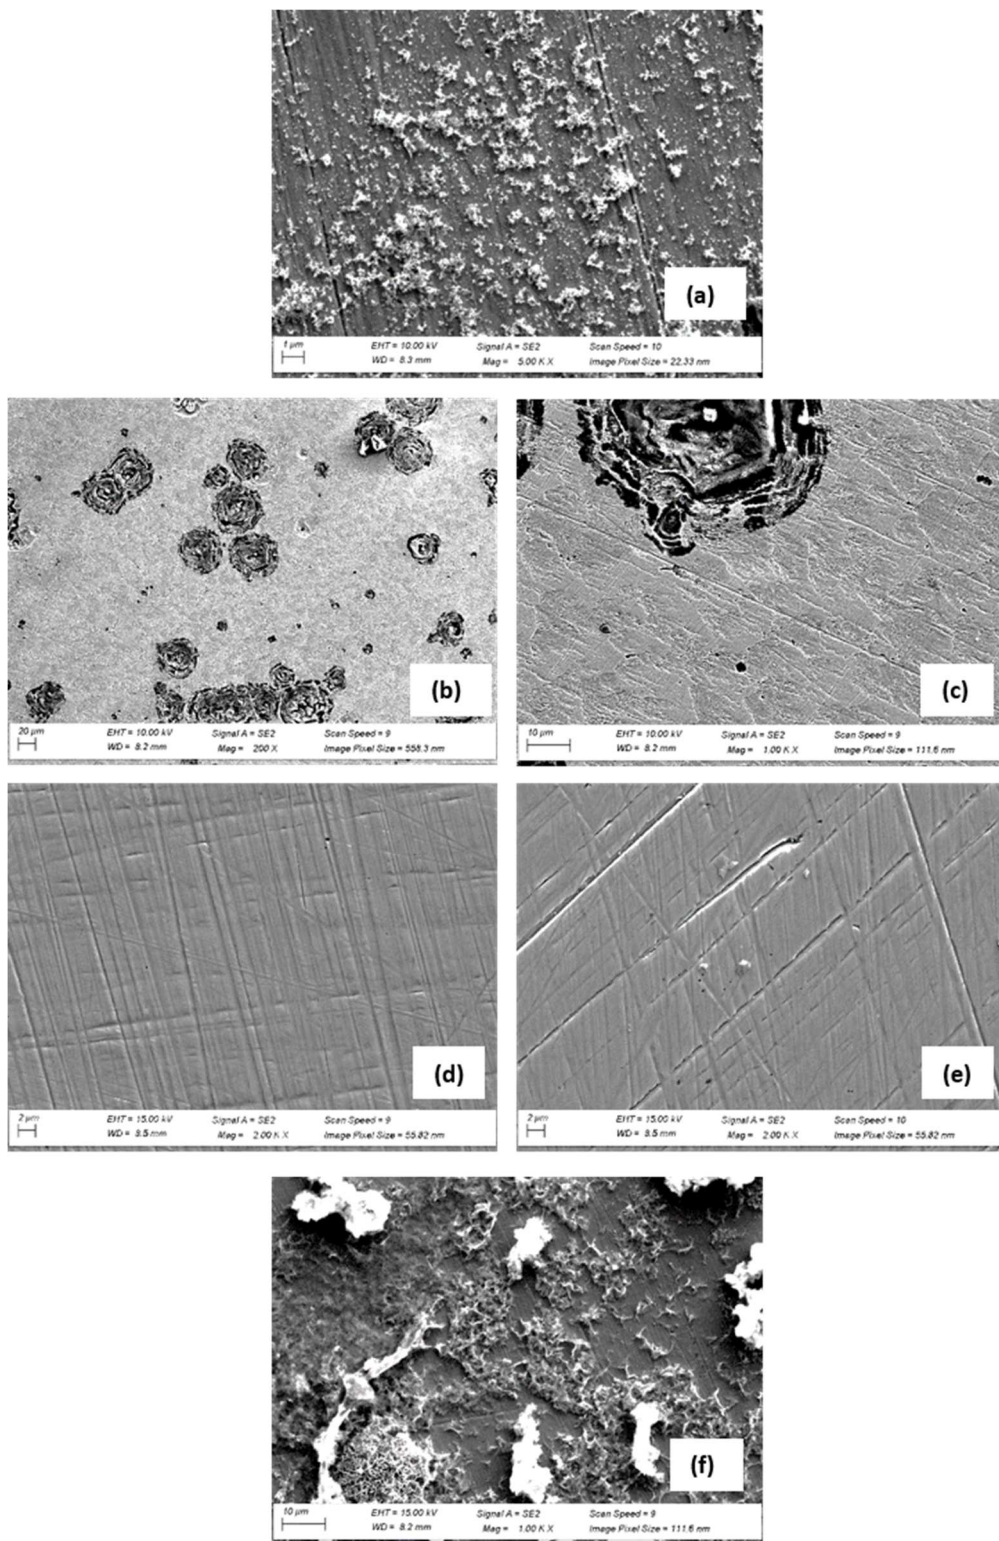 (a)
1 µm
EHT = 10.00 kV
Signal A = SE2
Scan Speed = 10
WD = 8.3 mm
Mag = 5.00 K X
Image Pixel Size = 22.33 nm
(b)
20 µm
EHT = 10.00 kV
Signal A = SE2
Scan Speed = 9
WD = 8.2 mm
Mag = 200 X
Image Pixel Size = 558.3 nm
(c)
10 µm
EHT = 10.00 kV
Signal A = SE2
Scan Speed = 9
WD = 8.2 mm
Mag = 1.00 K X
Image Pixel Size = 111.6 nm
(d)
2 µm
EHT = 15.00 kV
Signal A = SE2
Scan Speed = 9
WD = 8.5 mm
Mag = 2.00 K X
Image Pixel Size = 55.82 nm
(e)
2 µm
EHT = 15.00 kV
Signal A = SE2
Scan Speed = 10
WD = 8.5 mm
Mag = 2.00 K X
Image Pixel Size = 55.82 nm
(f)
10 µm
EHT = 15.00 kV
Signal A = SE2
Scan Speed = 9
WD = 8.2 mm
Mag = 1.00 K X
Image Pixel Size = 111.6 nm